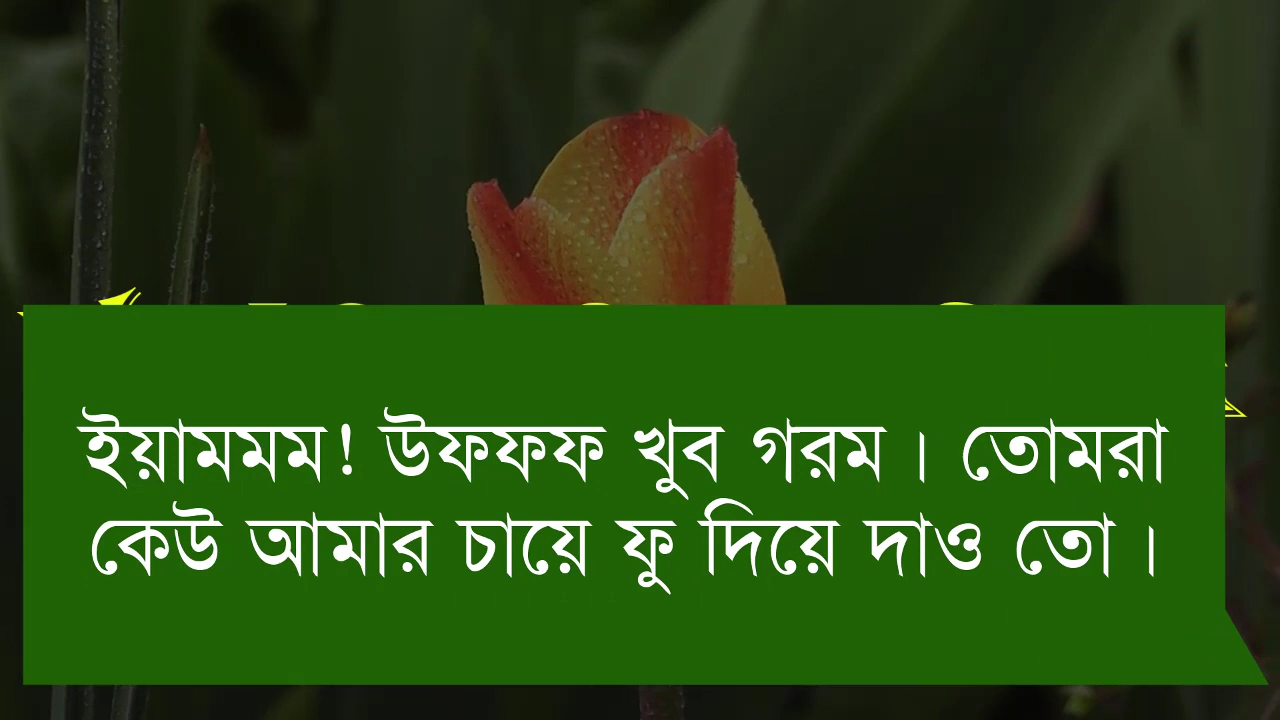 ইয়ামমম! উফফফ খুব গরম। তোমরা
কেউ আমার চায়ে ফু দিয়ে দাও তো।